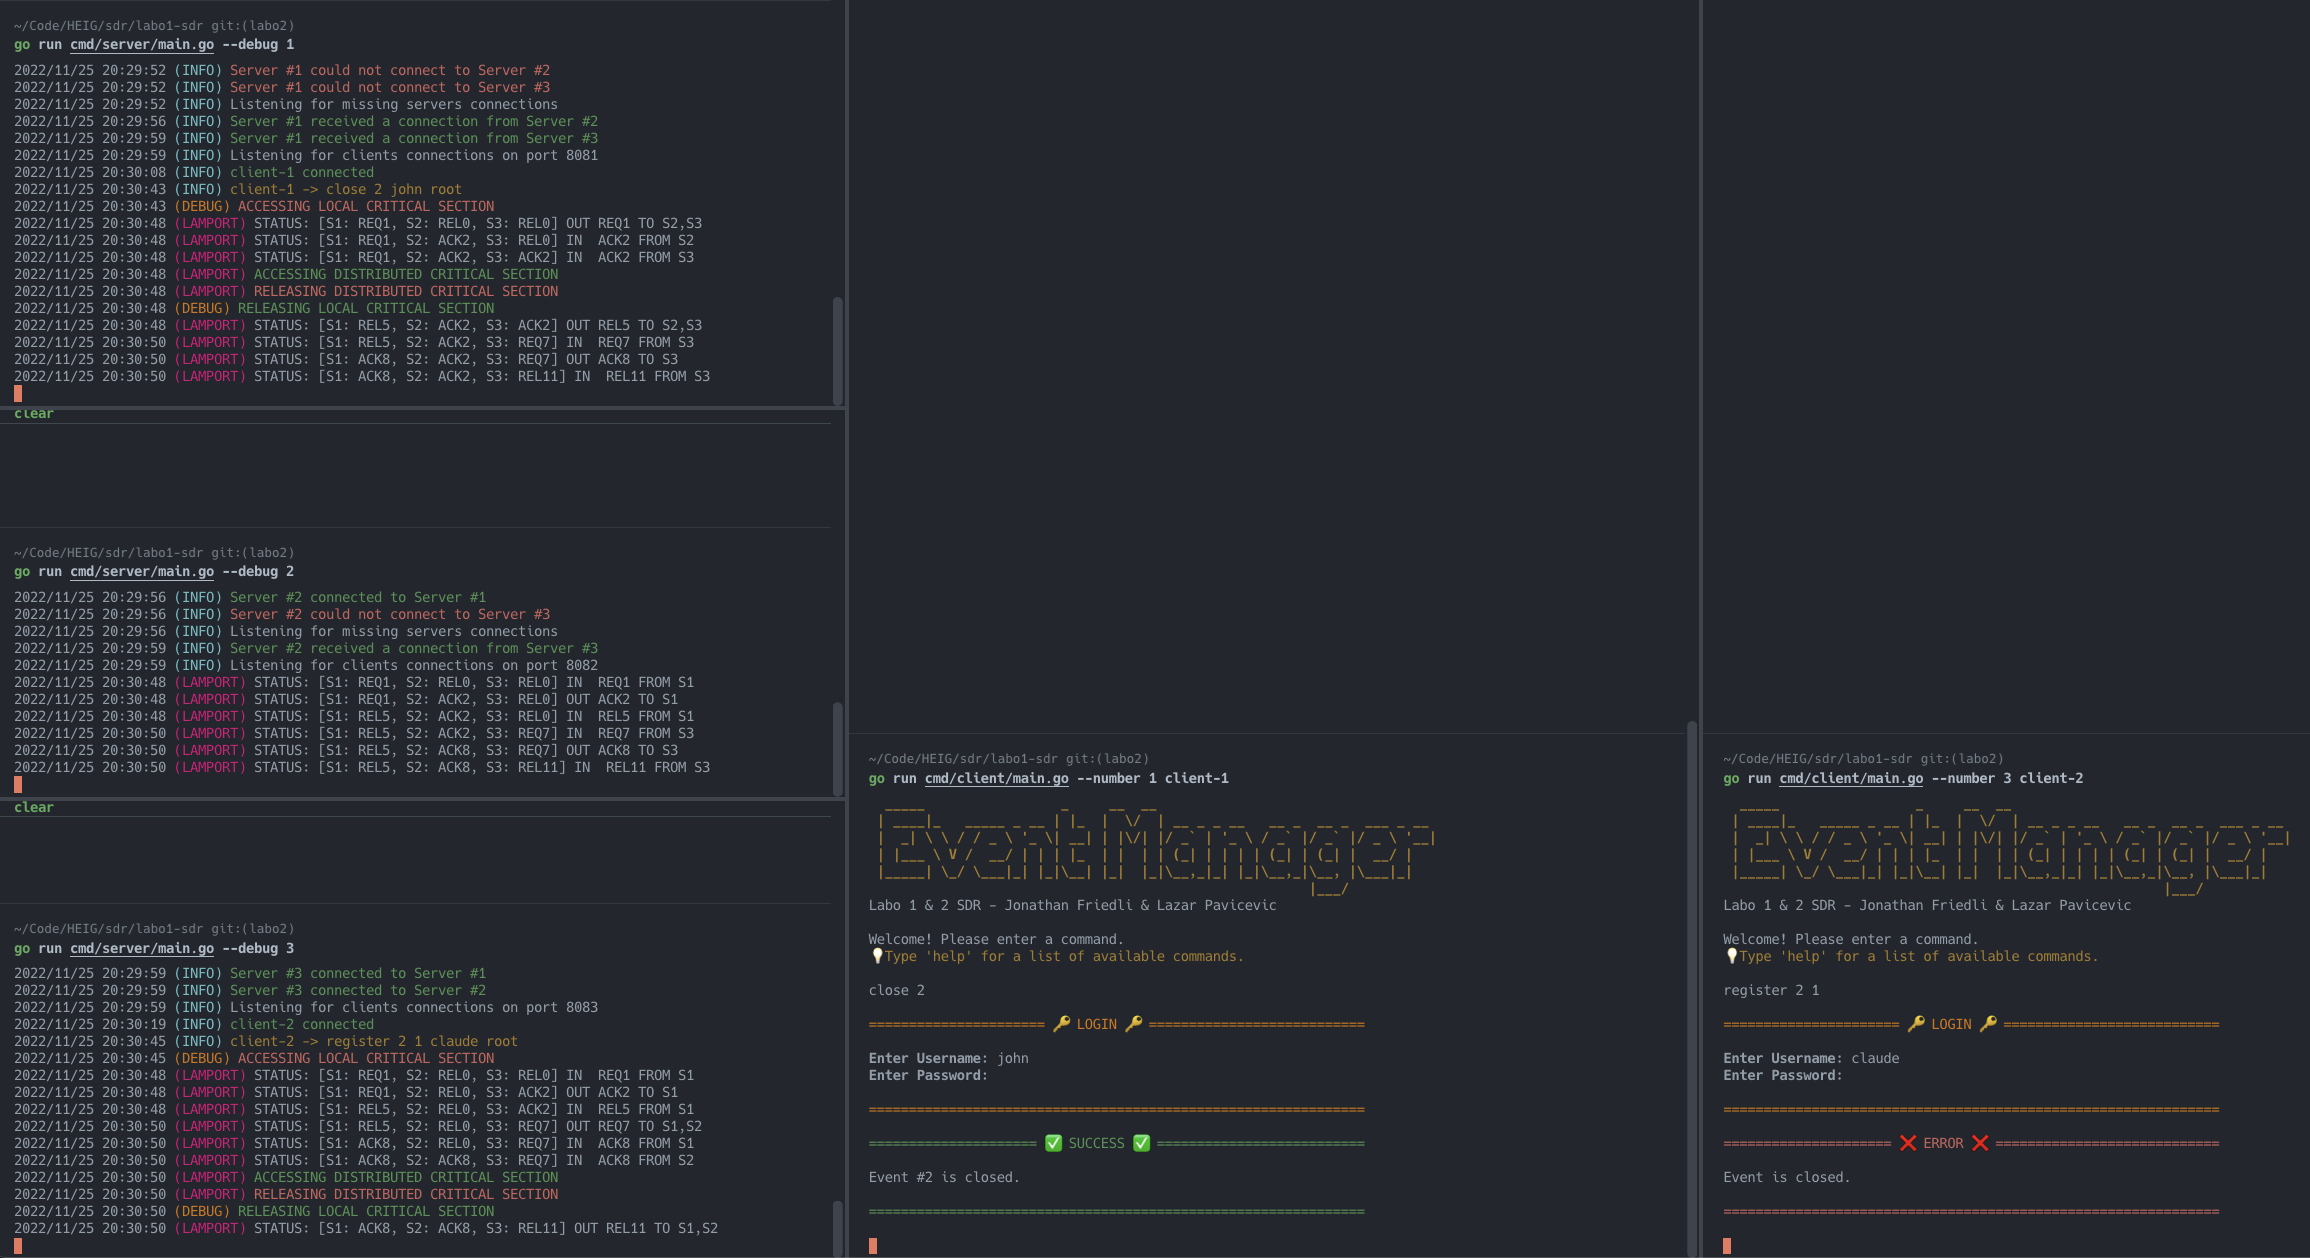 ~/Code/HEIG/sdr/labo1-sdr git:(labo2)
go run cmd/server/main.go --debug 1
2022/11/25 20:29:52 (INFO) Server #1 could not connect to Server #2
2022/11/25 20:29:52 (INFO) Server #1 could not connect to Server #3
2022/11/25 20:29:52 (INFO) Listening for missing servers connections
2022/11/25 20:29:56 (INFO) Server #1 received a connection from Server #2
2022/11/25 20:29:59 (INFO) Server #1 received a connection from Server #3
2022/11/25 20:29:59 (INFO) Listening for clients connections on port 8081
2022/11/25 20:30:08 (INFO) client-1 connected
2022/11/25 20:30:43 (INFO) client-1 -> close 2 john root
2022/11/25 20:30:43 (DEBUG) ACCESSING LOCAL CRITICAL SECTION
2022/11/25 20:30:48 (LAMPORT) STATUS: [S1: REQ1, S2: REL0, S3: REL0] OUT REQ1 TO S2,S3
2022/11/25 20:30:48 (LAMPORT) STATUS: [S1: REQ1, S2: ACK2, S3: REL0] IN  ACK2 FROM S2
2022/11/25 20:30:48 (LAMPORT) STATUS: [S1: REQ1, S2: ACK2, S3: ACK2] IN  ACK2 FROM S3
2022/11/25 20:30:48 (LAMPORT) ACCESSING DISTRIBUTED CRITICAL SECTION
2022/11/25 20:30:48 (LAMPORT) RELEASING DISTRIBUTED CRITICAL SECTION
2022/11/25 20:30:48 (DEBUG) RELEASING LOCAL CRITICAL SECTION
2022/11/25 20:30:48 (LAMPORT) STATUS: [S1: REL5, S2: ACK2, S3: ACK2] OUT REL5 TO S2,S3
2022/11/25 20:30:50 (LAMPORT) STATUS: [S1: REL5, S2: ACK2, S3: REQ7] IN  REQ7 FROM S3
2022/11/25 20:30:50 (LAMPORT) STATUS: [S1: ACK8, S2: ACK2, S3: REQ7] OUT ACK8 TO S3
2022/11/25 20:30:50 (LAMPORT) STATUS: [S1: ACK8, S2: ACK2, S3: REL11] IN  REL11 FROM S3
clear
~/Code/HEIG/sdr/labo1-sdr git:(labo2)
go run cmd/server/main.go --debug 2
2022/11/25 20:29:56 (INFO) Server #2 connected to Server #1
2022/11/25 20:29:56 (INFO) Server #2 could not connect to Server #3
2022/11/25 20:29:56 (INFO) Listening for missing servers connections
2022/11/25 20:29:59 (INFO) Server #2 received a connection from Server #3
2022/11/25 20:29:59 (INFO) Listening for clients connections on port 8082
2022/11/25 20:30:48 (LAMPORT) STATUS: [S1: REQ1, S2: REL0, S3: REL0] IN  REQ1 FROM S1
2022/11/25 20:30:48 (LAMPORT) STATUS: [S1: REQ1, S2: ACK2, S3: REL0] OUT ACK2 TO S1
2022/11/25 20:30:48 (LAMPORT) STATUS: [S1: REL5, S2: ACK2, S3: REL0] IN  REL5 FROM S1
2022/11/25 20:30:50 (LAMPORT) STATUS: [S1: REL5, S2: ACK2, S3: REQ7] IN  REQ7 FROM S3
2022/11/25 20:30:50 (LAMPORT) STATUS: [S1: REL5, S2: ACK8, S3: REQ7] OUT ACK8 TO S3
2022/11/25 20:30:50 (LAMPORT) STATUS: [S1: REL5, S2: ACK8, S3: REL11] IN  REL11 FROM S3
clear
~/Code/HEIG/sdr/labo1-sdr git:(labo2)
go run cmd/server/main.go --debug 3
2022/11/25 20:29:59 (INFO) Server #3 connected to Server #1
2022/11/25 20:29:59 (INFO) Server #3 connected to Server #2
2022/11/25 20:29:59 (INFO) Listening for clients connections on port 8083
2022/11/25 20:30:19 (INFO) client-2 connected
2022/11/25 20:30:45 (INFO) client-2 -> register 2 1 claude root
2022/11/25 20:30:45 (DEBUG) ACCESSING LOCAL CRITICAL SECTION
2022/11/25 20:30:48 (LAMPORT) STATUS: [S1: REQ1, S2: REL0, S3: REL0] IN  REQ1 FROM S1
2022/11/25 20:30:48 (LAMPORT) STATUS: [S1: REQ1, S2: REL0, S3: ACK2] OUT ACK2 TO S1
2022/11/25 20:30:48 (LAMPORT) STATUS: [S1: REL5, S2: REL0, S3: ACK2] IN  REL5 FROM S1
2022/11/25 20:30:50 (LAMPORT) STATUS: [S1: REL5, S2: REL0, S3: REQ7] OUT REQ7 TO S1,S2
2022/11/25 20:30:50 (LAMPORT) STATUS: [S1: ACK8, S2: REL0, S3: REQ7] IN  ACK8 FROM S1
2022/11/25 20:30:50 (LAMPORT) STATUS: [S1: ACK8, S2: ACK8, S3: REQ7] IN  ACK8 FROM S2
2022/11/25 20:30:50 (LAMPORT) ACCESSING DISTRIBUTED CRITICAL SECTION
2022/11/25 20:30:50 (LAMPORT) RELEASING DISTRIBUTED CRITICAL SECTION
2022/11/25 20:30:50 (DEBUG) RELEASING LOCAL CRITICAL SECTION
2022/11/25 20:30:50 (LAMPORT) STATUS: [S1: ACK8, S2: ACK8, S3: REL11] OUT REL11 TO S1,S2
~/Code/HEIG/sdr/labo1-sdr git:(labo2)
go run cmd/client/main.go --number 1 client-1
Event Manager
Labo 1 & 2 SDR - Jonathan Friedli & Lazar Pavicevic
Welcome! Please enter a command.
💡Type 'help' for a list of available commands.
close 2
====================== 🔑 LOGIN 🔑 ===========================
Enter Username: john
Enter Password:
==============================================================
===================== ✅ SUCCESS ✅ ==========================
Event #2 is closed.
==============================================================
~/Code/HEIG/sdr/labo1-sdr git:(labo2)
go run cmd/client/main.go --number 3 client-2
Event Manager
Labo 1 & 2 SDR - Jonathan Friedli & Lazar Pavicevic
Welcome! Please enter a command.
💡Type 'help' for a list of available commands.
register 2 1
====================== 🔑 LOGIN 🔑 ===========================
Enter Username: claude
Enter Password:
==============================================================
===================== ❌ ERROR ❌ ============================
Event is closed.
==============================================================